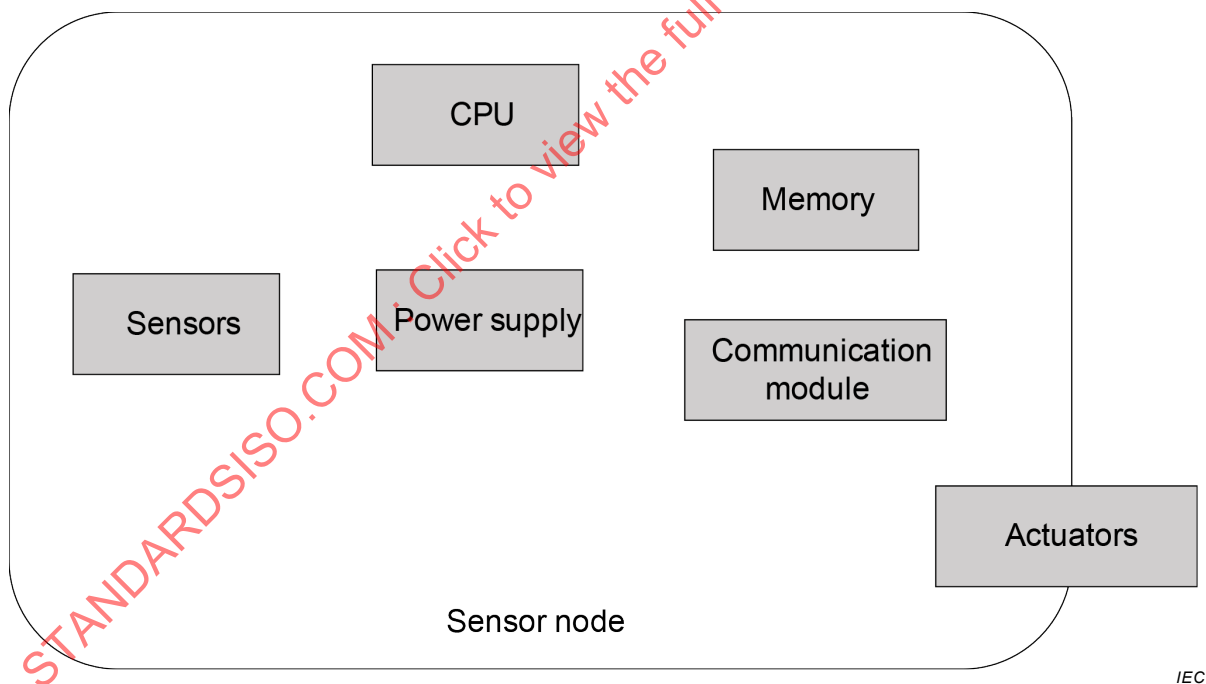 CPU
Memory
Sensors
Power supply
Communication
module
Actuators
Sensor node
IEC
STANDARDSISO.COM : Click to view the full